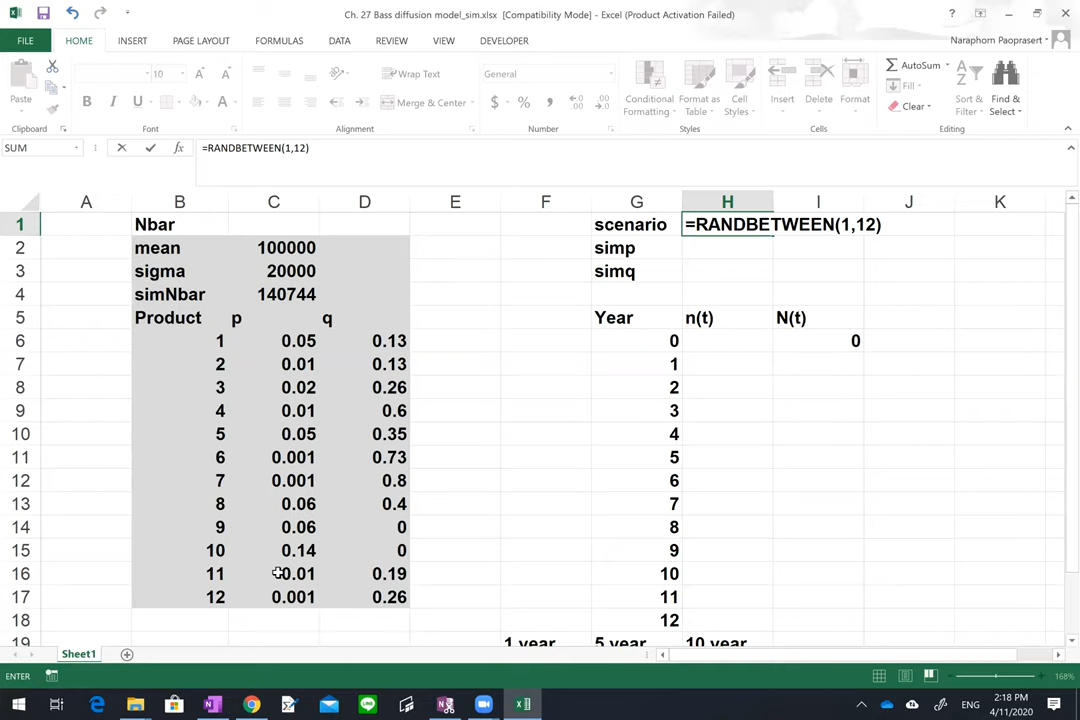 Ch. 27 Bass diffusion model_sim.xlsx [Compatibility Mode] - Excel (Product Activation Failed)
FILE HOME INSERT PAGE LAYOUT FORMULAS DATA REVIEW VIEW DEVELOPER Naraphorn Paoprasert
Paste
10
B I U
Wrap Text
Merge & Center
General
$ %
Conditional Formatting
Format as Table
Cell Styles
Insert Delete Format
AutoSum
Fill
Clear
Sort & Filter
Find & Select
Clipboard Font Alignment Number Styles Cells Editing
SUM fx =RANDBETWEEN(1,12)
A B C D E F G H I J K
1 Nbar scenario =RANDBETWEEN(1,12)
2 mean 100000 simp
3 sigma 20000 simq
4 simNbar 140744
5 Product p q Year n(t) N(t)
6 1 0.05 0.13 0 0
7 2 0.01 0.13 1
8 3 0.02 0.26 2
9 4 0.01 0.6 3
10 5 0.05 0.35 4
11 6 0.001 0.73 5
12 7 0.001 0.8 6
13 8 0.06 0.4 7
14 9 0.06 0 8
15 10 0.14 0 9
16 11 0.01 0.19 10
17 12 0.001 0.26 11
18 12
19 1 year 5 year 10 year
Sheet1
ENTER 168%
ENG 2:18 PM
4/11/2020